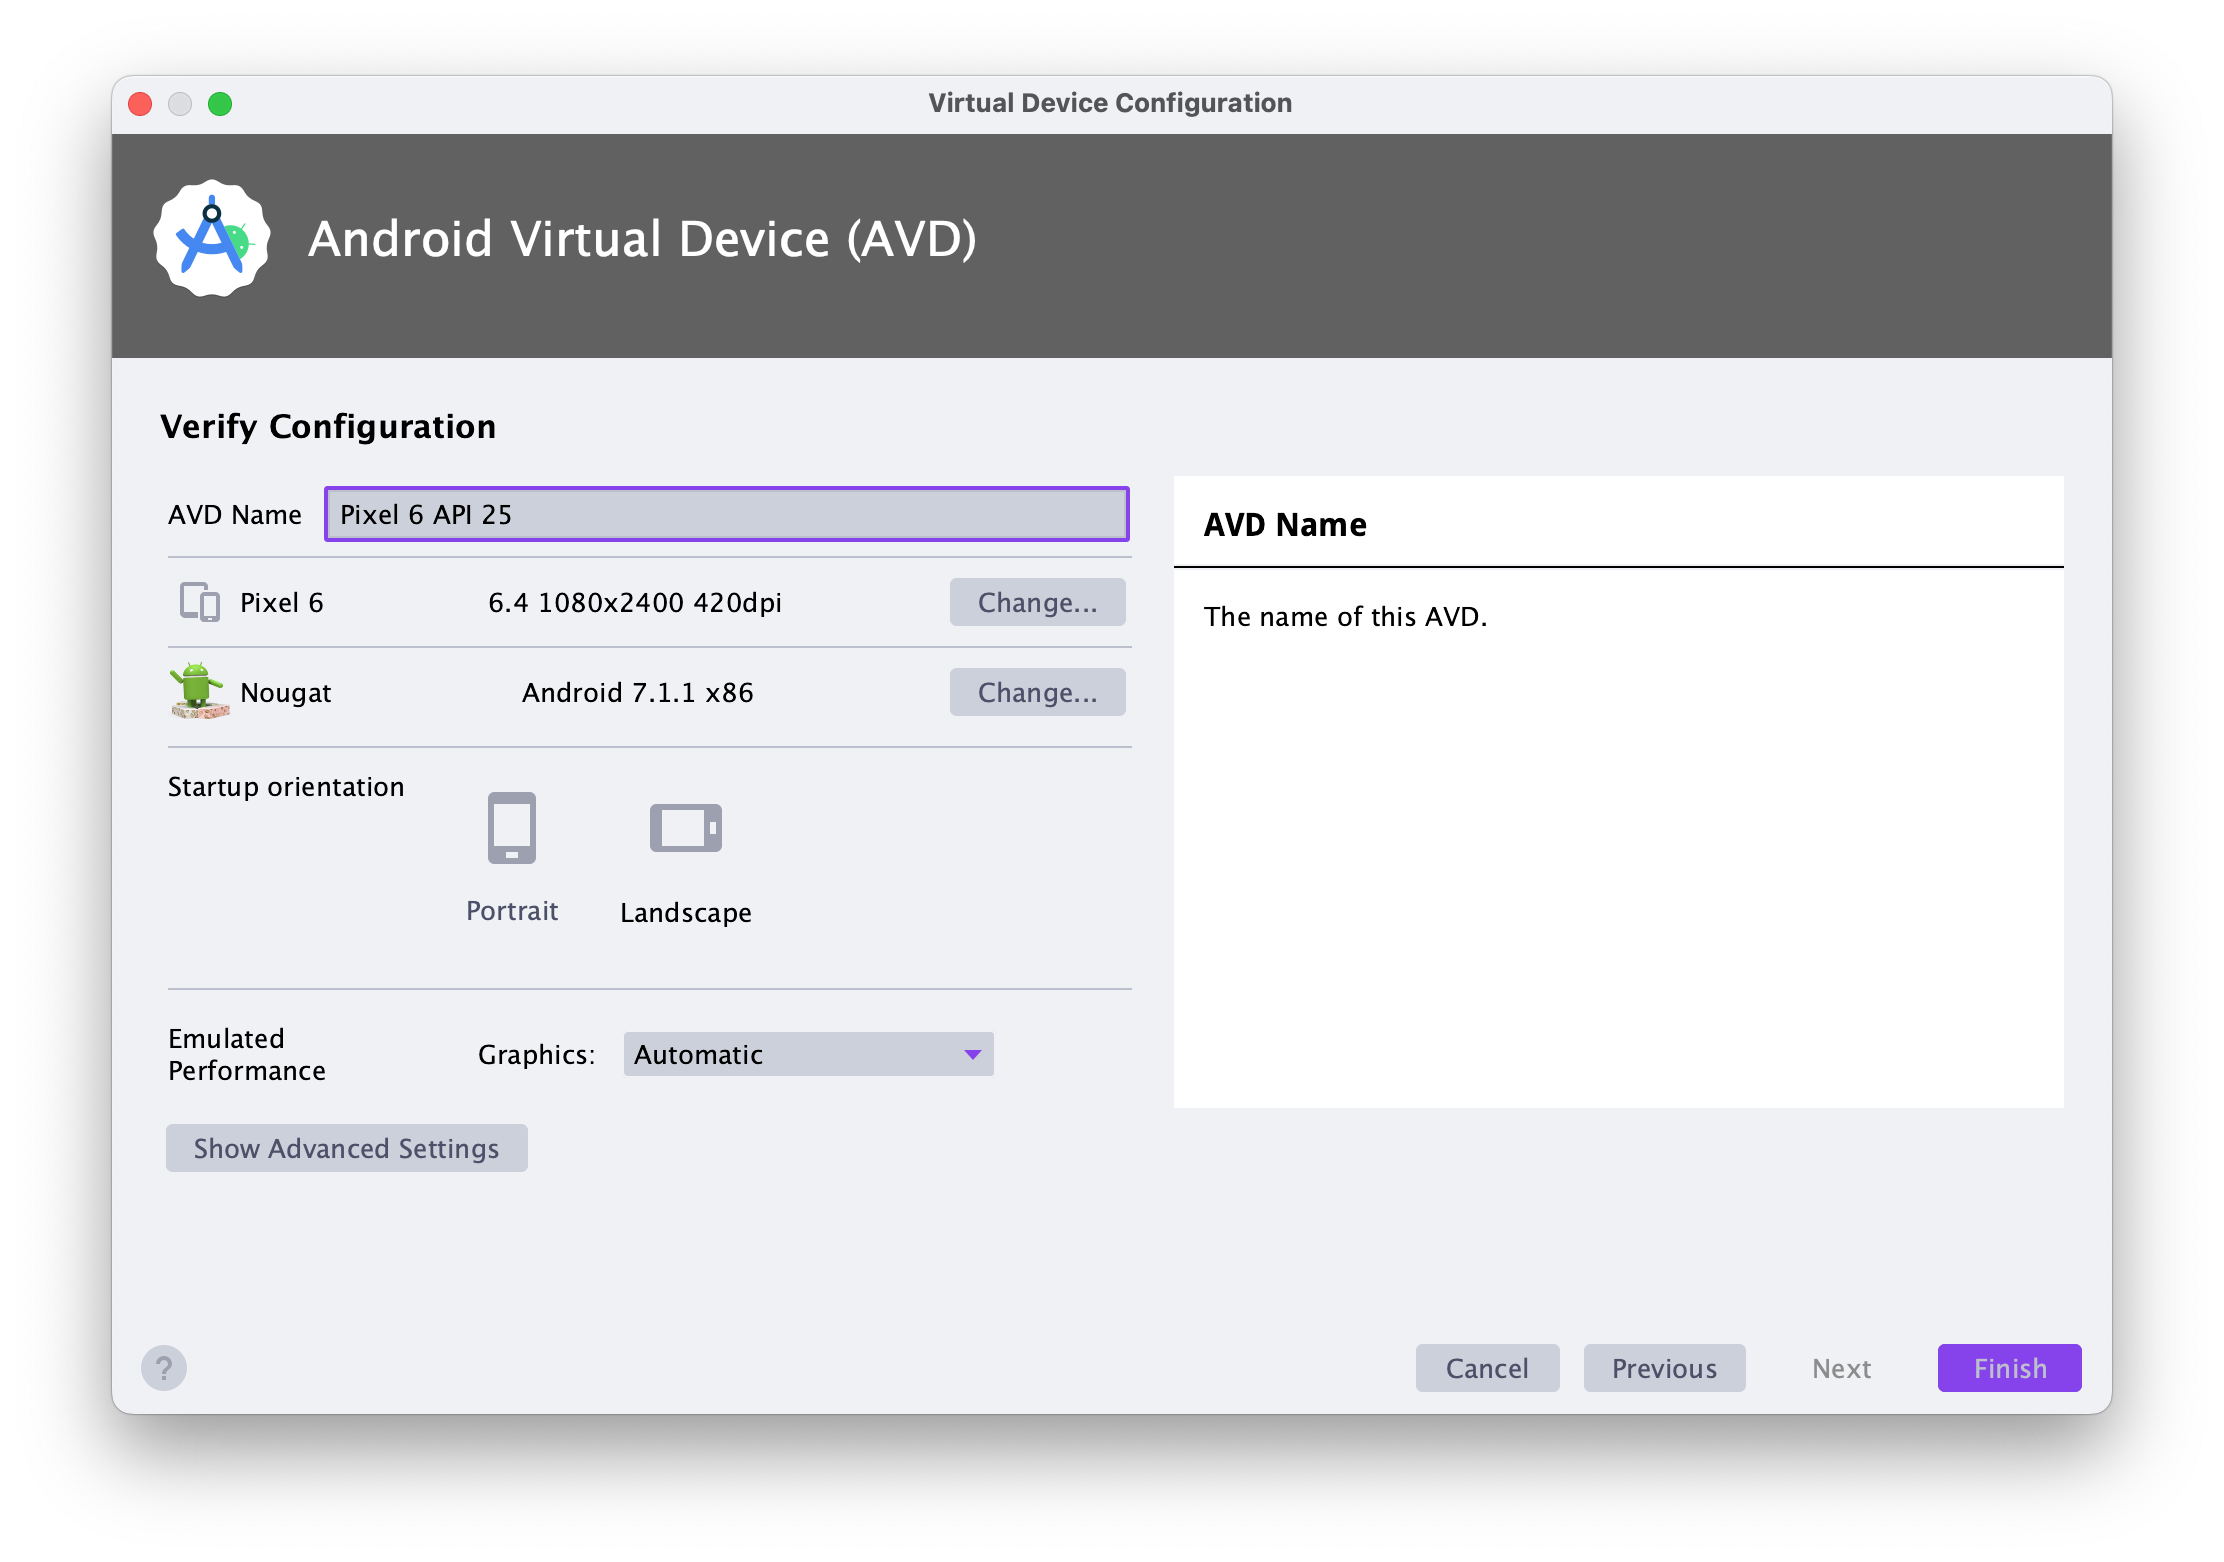 Virtual Device Configuration
Android Virtual Device (AVD)
Verify Configuration
AVD Name Pixel 6 API 25
Pixel 6 6.4 1080x2400 420dpi Change...
Nougat Android 7.1.1 x86 Change...
Startup orientation
Portrait Landscape
Emulated
Performance
Graphics: Automatic
Show Advanced Settings
AVD Name
The name of this AVD.
?
Cancel Previous Next Finish